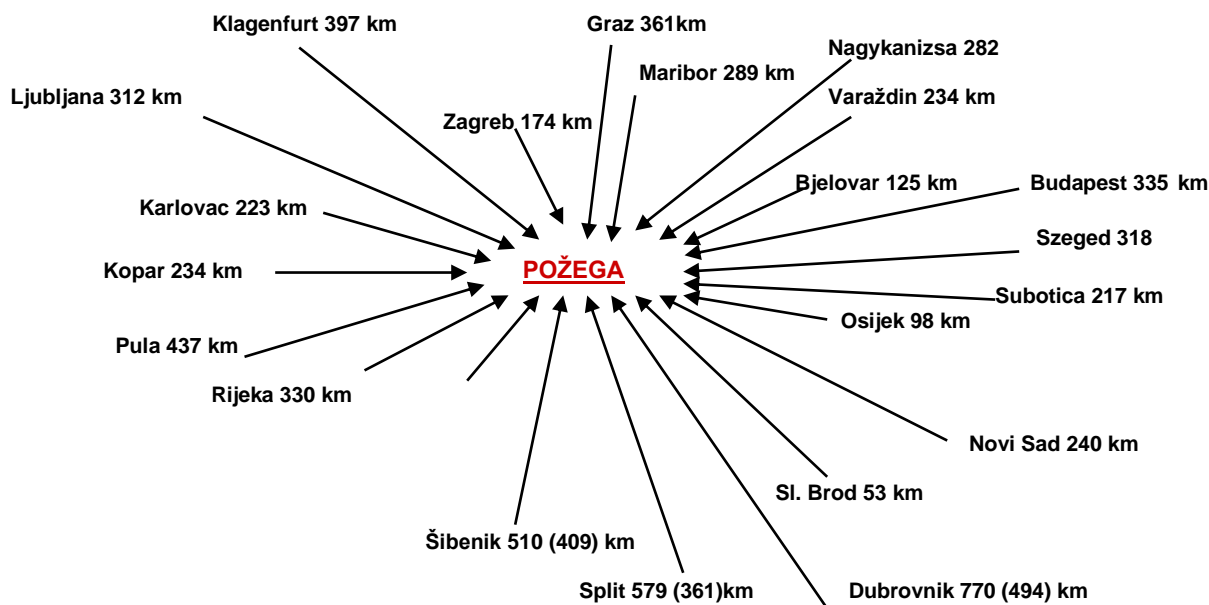 Klagenfurt 397 km
Graz 361km
Nagykanizsa 282
Maribor 289 km
Ljubljana 312 km
Varaždin 234 km
Zagreb 174 km
Bjelovar 125 km
Budapest 335 km
Karlovac 223 km
Szeged 318
Kopar 234 km
POŽEGA
Subotica 217 km
Osijek 98 km
Pula 437 km
Rijeka 330 km
Novi Sad 240 km
Sl. Brod 53 km
Šibenik 510 (409) km
Split 579 (361)km
Dubrovnik 770 (494) km